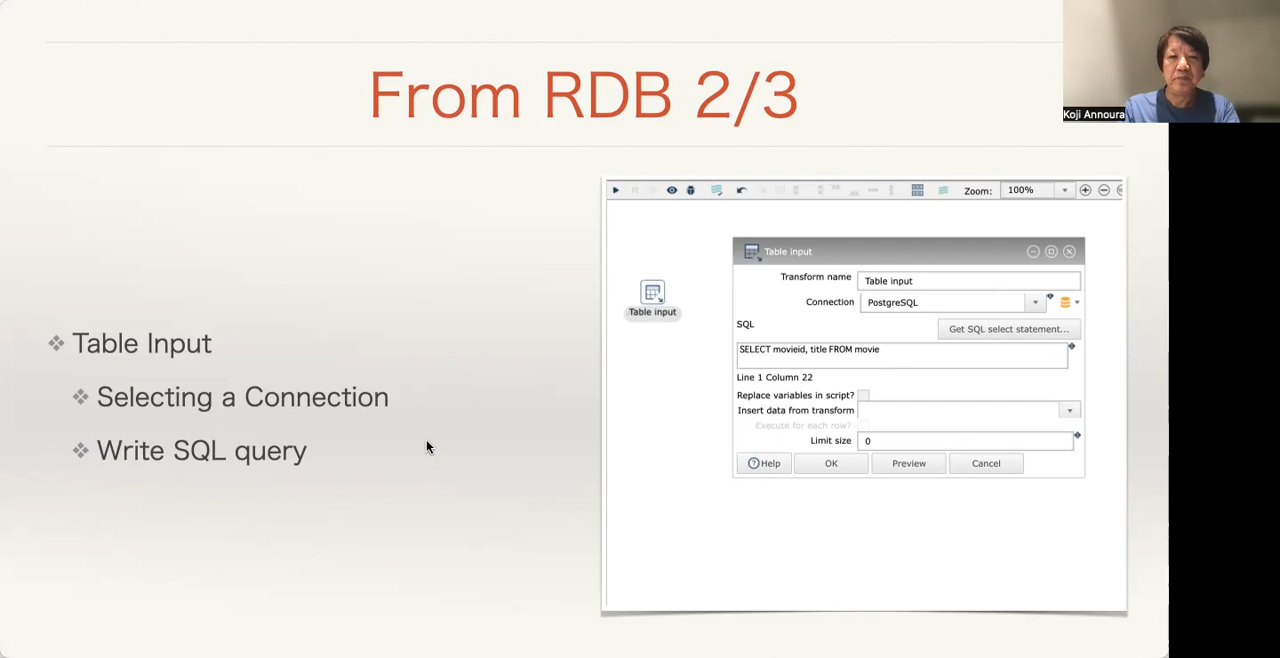 From RDB 2/3
Koji Annoura
Table Input
Selecting a Connection
Write SQL query
Zoom: 100%
Table input
Table input
Transform name Table input
Connection PostgreSQL
SQL Get SQL select statement...
SELECT movieid, title FROM movie
Line 1 Column 22
Replace variables in script?
Insert data from transform
Execute for each row?
Limit size 0
Help OK Preview Cancel